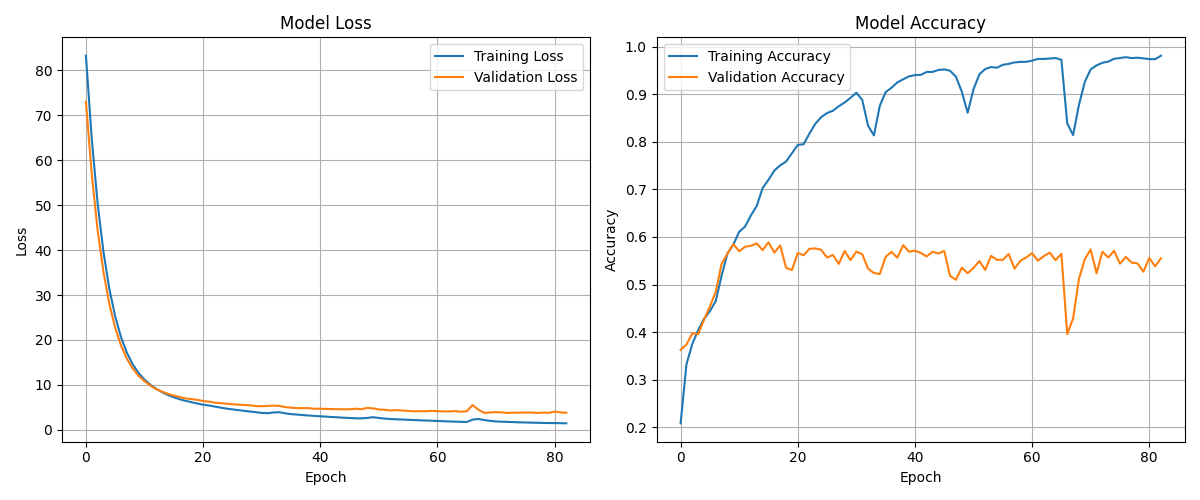 Model Loss
Training Loss
Validation Loss
80
70
60
50
40
30
20
10
0
Loss
0 20 40 60 80
Epoch
Model Accuracy
Training Accuracy
Validation Accuracy
1.0
0.9
0.8
0.7
0.6
0.5
0.4
0.3
0.2
Accuracy
0 20 40 60 80
Epoch